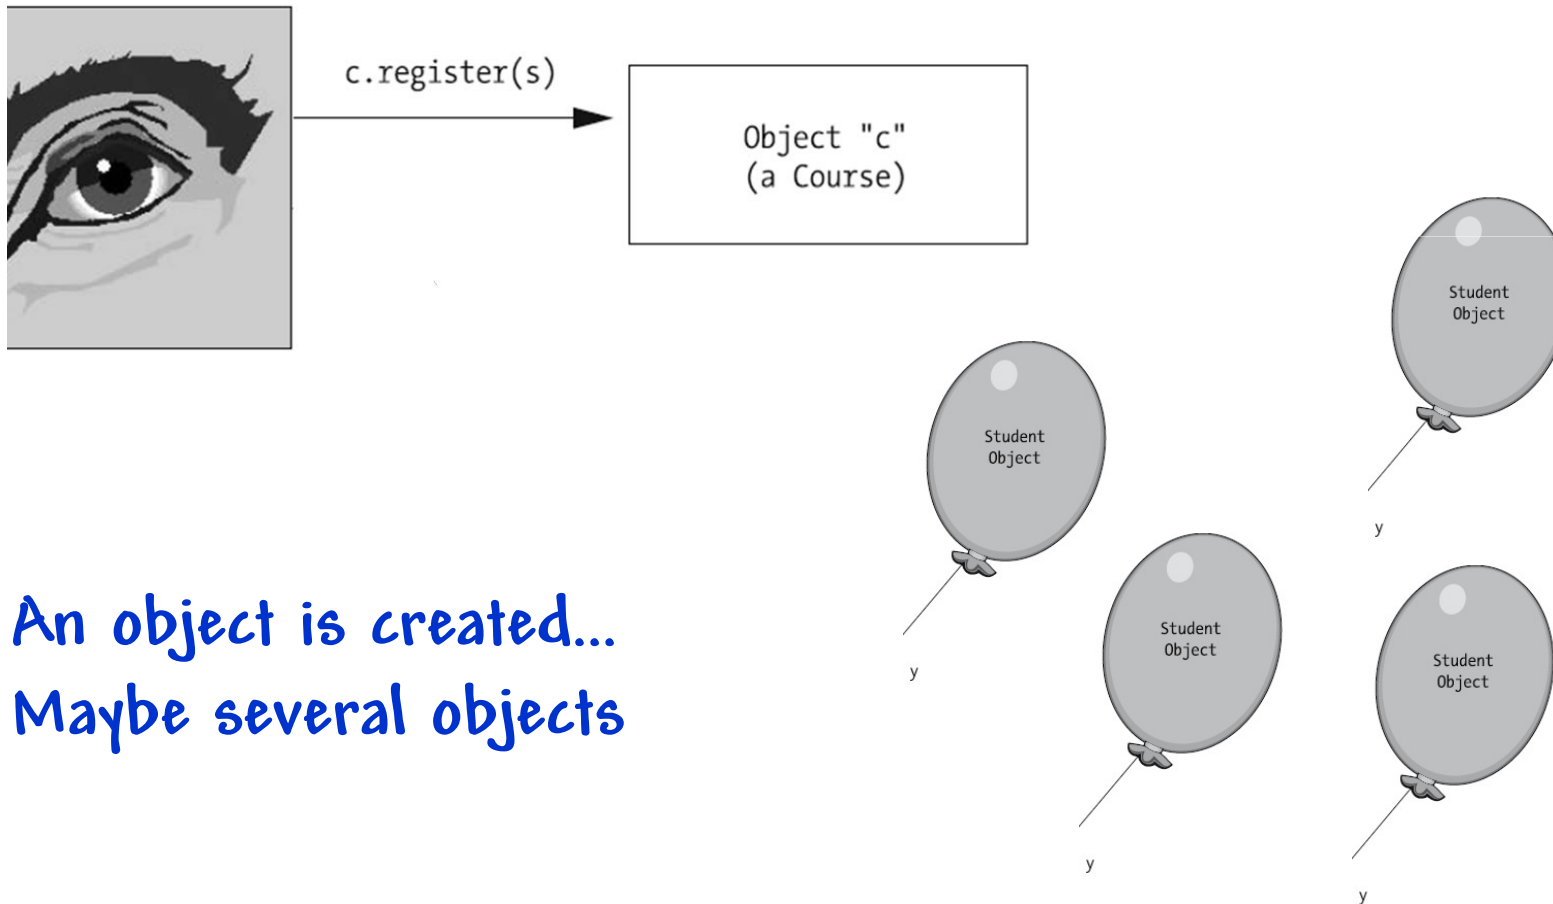 c.register(s)
Object "c"
(a Course)
Student
Object
Student
Object
y
y
An object is created...
Maybe several objects
Student
Object
Student
Object
y
y